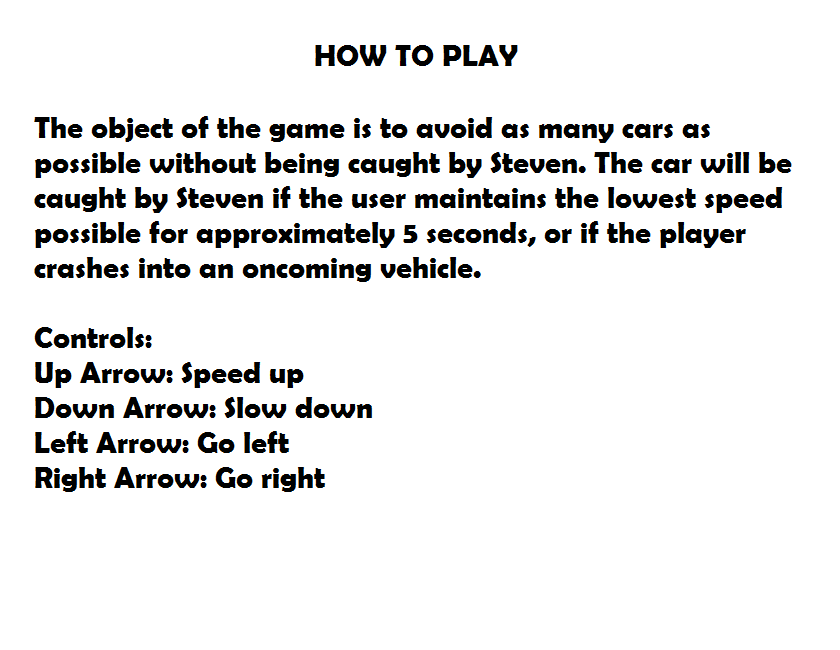 HOW TO PLAY
The object of the game is to avoid as many cars as
possible without being caught by Steven. The car will be
caught by Steven if the user maintains the lowest speed
possible for approximately 5 seconds, or if the player
crashes into an oncoming vehicle.
Controls:
Up Arrow: Speed up
Down Arrow: Slow down
Left Arrow: Go left
Right Arrow: Go right